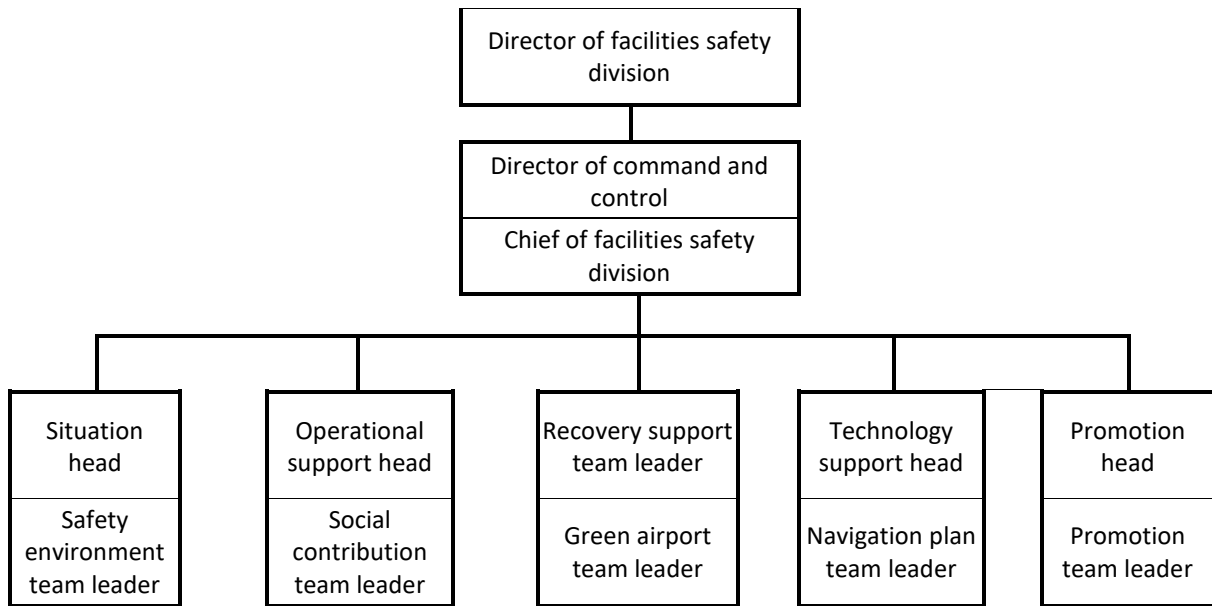 Director of facilities safety
division
Director of command and
control
Chief of facilities safety
division
Situation
head
Safety
environment
team leader
Operational
support head
Social
contribution
team leader
Recovery support
team leader
Green airport
team leader
Technology
support head
Navigation plan
team leader
Promotion
head
Promotion
team leader